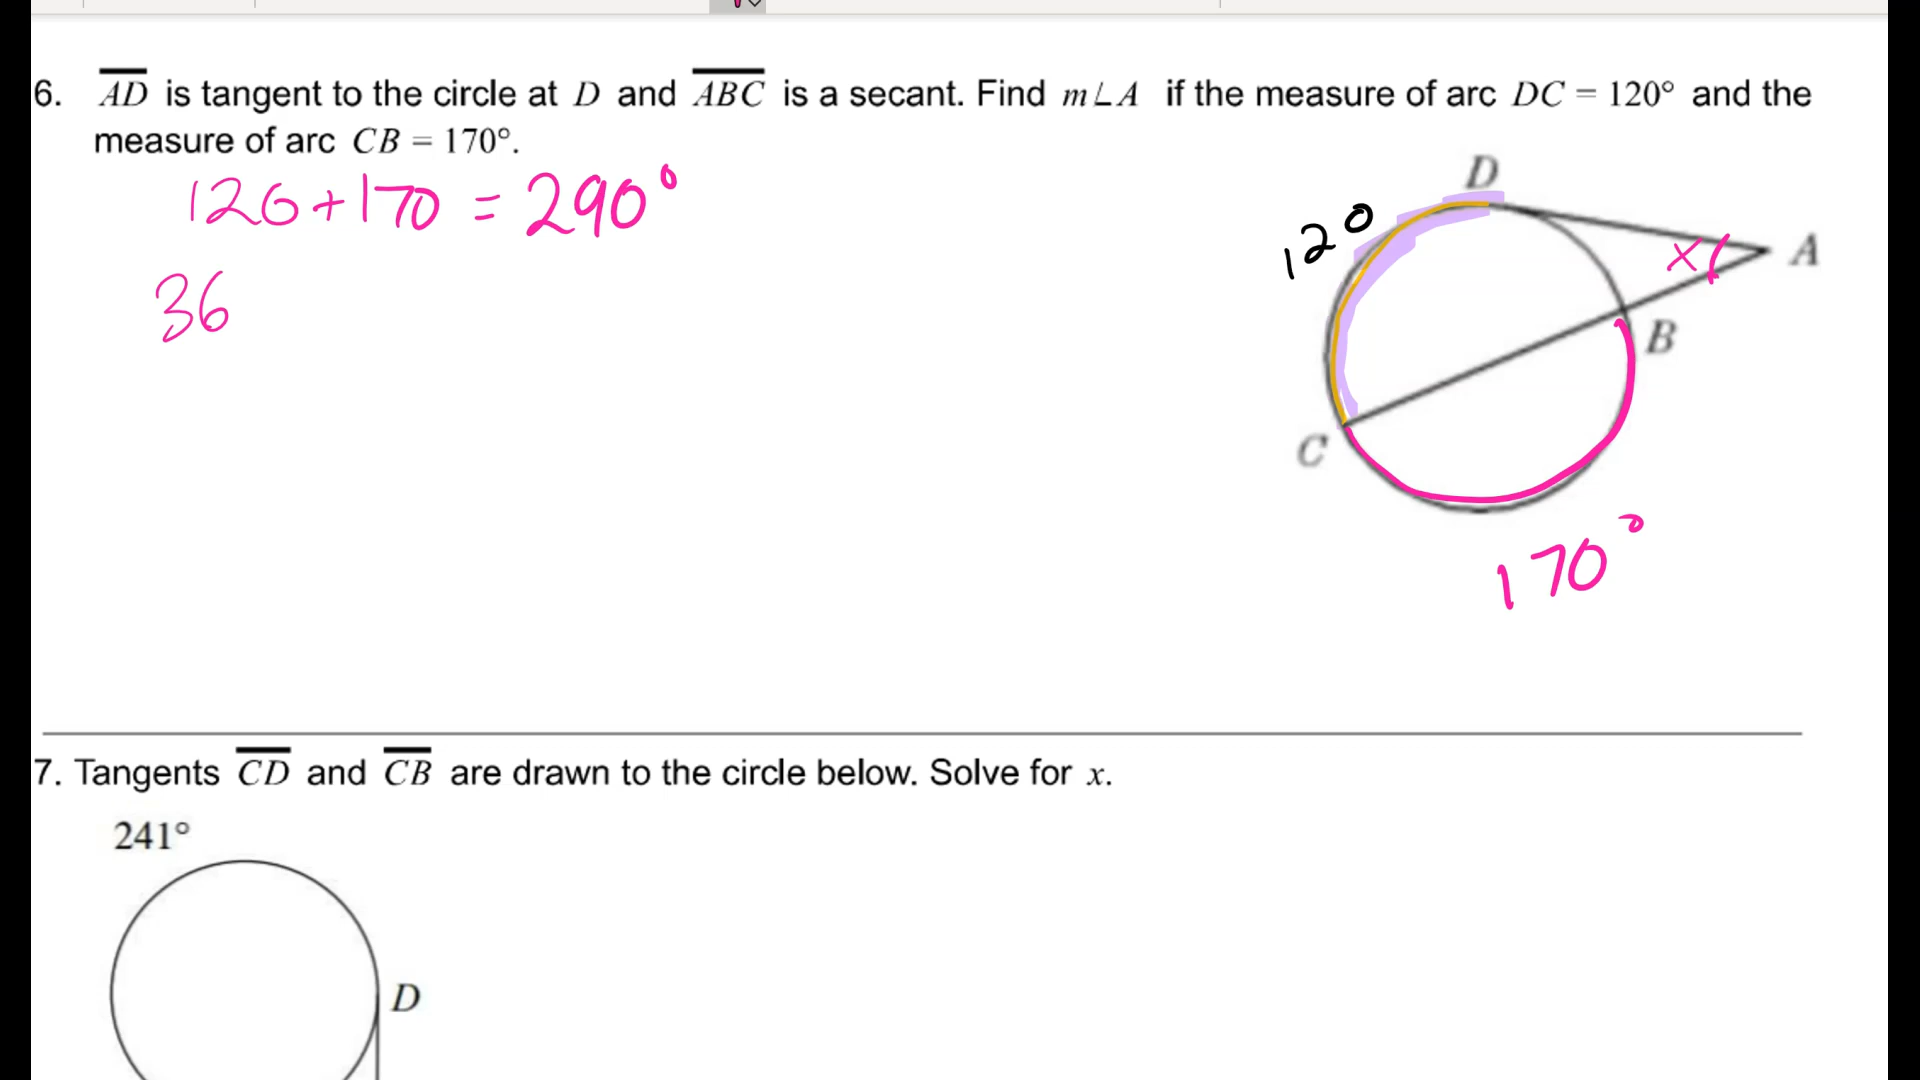 6. AD is tangent to the circle at D and ABC is a secant. Find m∠A if the measure of arc DC = 120° and the
measure of arc CB = 170°.
120+170 = 290°
36
D
120
x
A
B
C
170°
7. Tangents CD and CB are drawn to the circle below. Solve for x.
241°
D